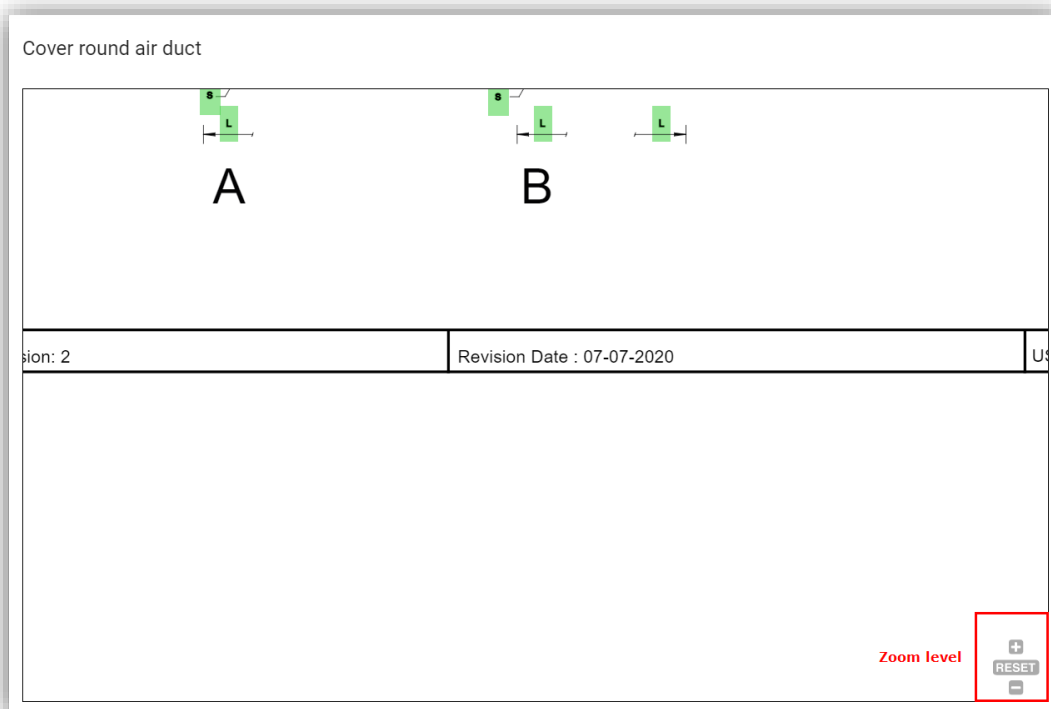 Cover round air duct
S S
L L L
A B
sion: 2 Revision Date : 07-07-2020 US
Zoom level
RESET